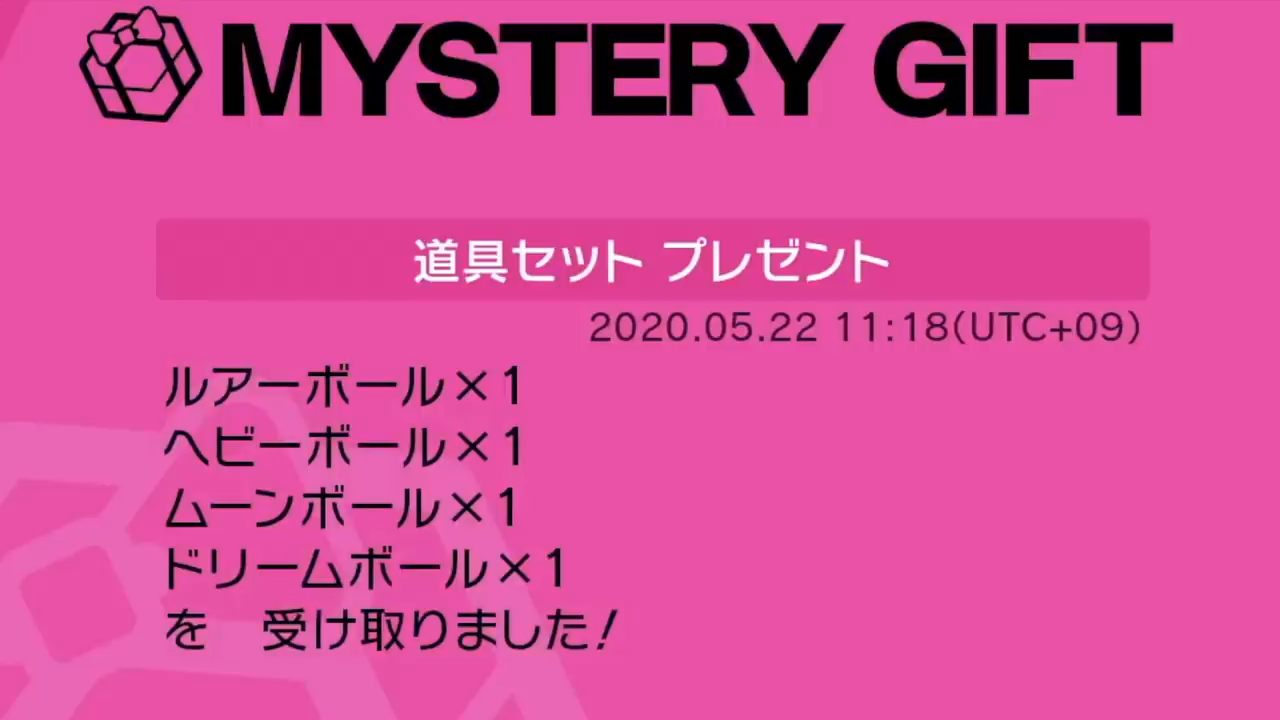 MYSTERY GIFT
道具セット プレゼント
2020.05.22 11:18(UTC+09)
ルアーボール×1
ヘビーボール×1
ムーンボール×1
ドリームボール×1
を　受け取りました!